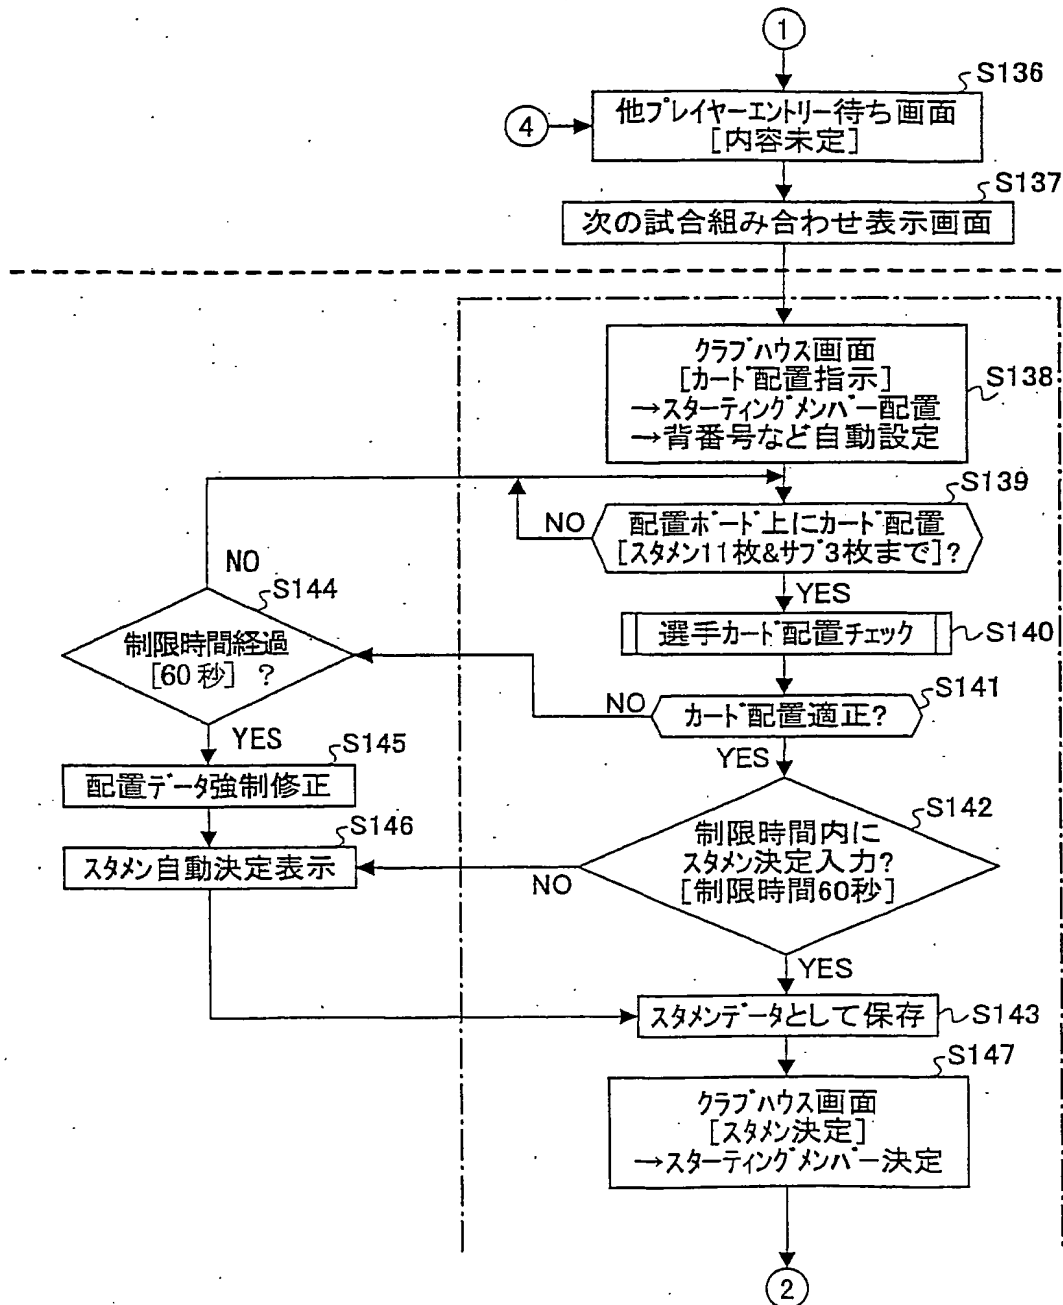 1
S136
他プレイヤーエントリー待ち画面
[内容未定]
4
S137
次の試合組み合わせ表示画面
クラブハウス画面
[カード配置指示]
→スターティングメンバー配置
→背番号など自動設定
S138
S139
配置ボード上にカード配置
[スタメン11枚&サブ3枚まで]?
NO
YES
選手カード配置チェック
S140
S141
カード配置適正?
NO
YES
NO
S144
制限時間経過
[60秒] ?
YES
S145
配置データ強制修正
S146
スタメン自動決定表示
S142
制限時間内に
スタメン決定入力?
[制限時間60秒]
NO
YES
スタメンデータとして保存
S143
S147
クラブハウス画面
[スタメン決定]
→スターティングメンバー決定
2